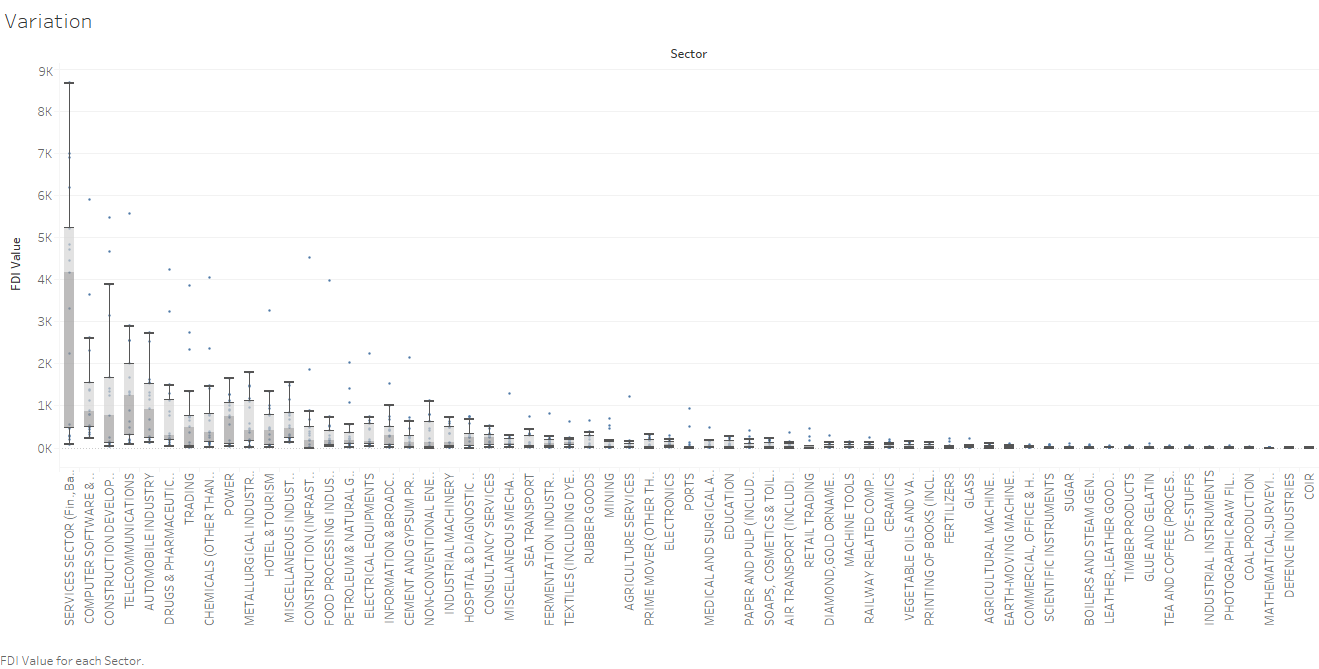 Variation
Sector
9K
8K
7K
6K
5K
4K
3K
2K
1K
0K
FDI Value
SERVICES SECTOR (Fin.,Ba..
COMPUTER SOFTWARE &..
CONSTRUCTION DEVELOP..
TELECOMMUNICATIONS
AUTOMOBILE INDUSTRY
DRUGS & PHARMACEUTIC..
TRADING
CHEMICALS (OTHER THAN..
POWER
METALLURGICAL INDUSTR..
HOTEL & TOURISM
MISCELLANEOUS INDUST..
CONSTRUCTION (INFRAST..
FOOD PROCESSING INDUS..
PETROLEUM & NATURAL G..
ELECTRICAL EQUIPMENTS
INFORMATION & BROADC..
CEMENT AND GYPSUM PR..
NON-CONVENTIONAL ENE..
INDUSTRIAL MACHINERY
HOSPITAL & DIAGNOSTIC ..
CONSULTANCY SERVICES
MISCELLANEOUS MECHA..
SEA TRANSPORT
FERMENTATION INDUSTR..
TEXTILES (INCLUDING DYE..
RUBBER GOODS
MINING
AGRICULTURE SERVICES
PRIME MOVER (OTHER TH..
ELECTRONICS
PORTS
MEDICAL AND SURGICAL A..
EDUCATION
PAPER AND PULP (INCLUD..
SOAPS, COSMETICS & TOIL..
AIR TRANSPORT (INCLUDI..
RETAIL TRADING
DIAMOND,GOLD ORNAME..
MACHINE TOOLS
RAILWAY RELATED COMP..
CERAMICS
VEGETABLE OILS AND VA..
PRINTING OF BOOKS (INCL..
FERTILIZERS
GLASS
AGRICULTURAL MACHINE..
EARTH-MOVING MACHINE..
COMMERCIAL, OFFICE & H..
SCIENTIFIC INSTRUMENTS
SUGAR
BOILERS AND STEAM GEN..
LEATHER,LEATHER GOOD..
TIMBER PRODUCTS
GLUE AND GELATIN
TEA AND COFFEE (PROCES..
DYE-STUFFS
INDUSTRIAL INSTRUMENTS
PHOTOGRAPHIC RAW FIL..
COAL PRODUCTION
MATHEMATICAL,SURVEYI..
DEFENCE INDUSTRIES
COIR
FDI Value for each Sector.